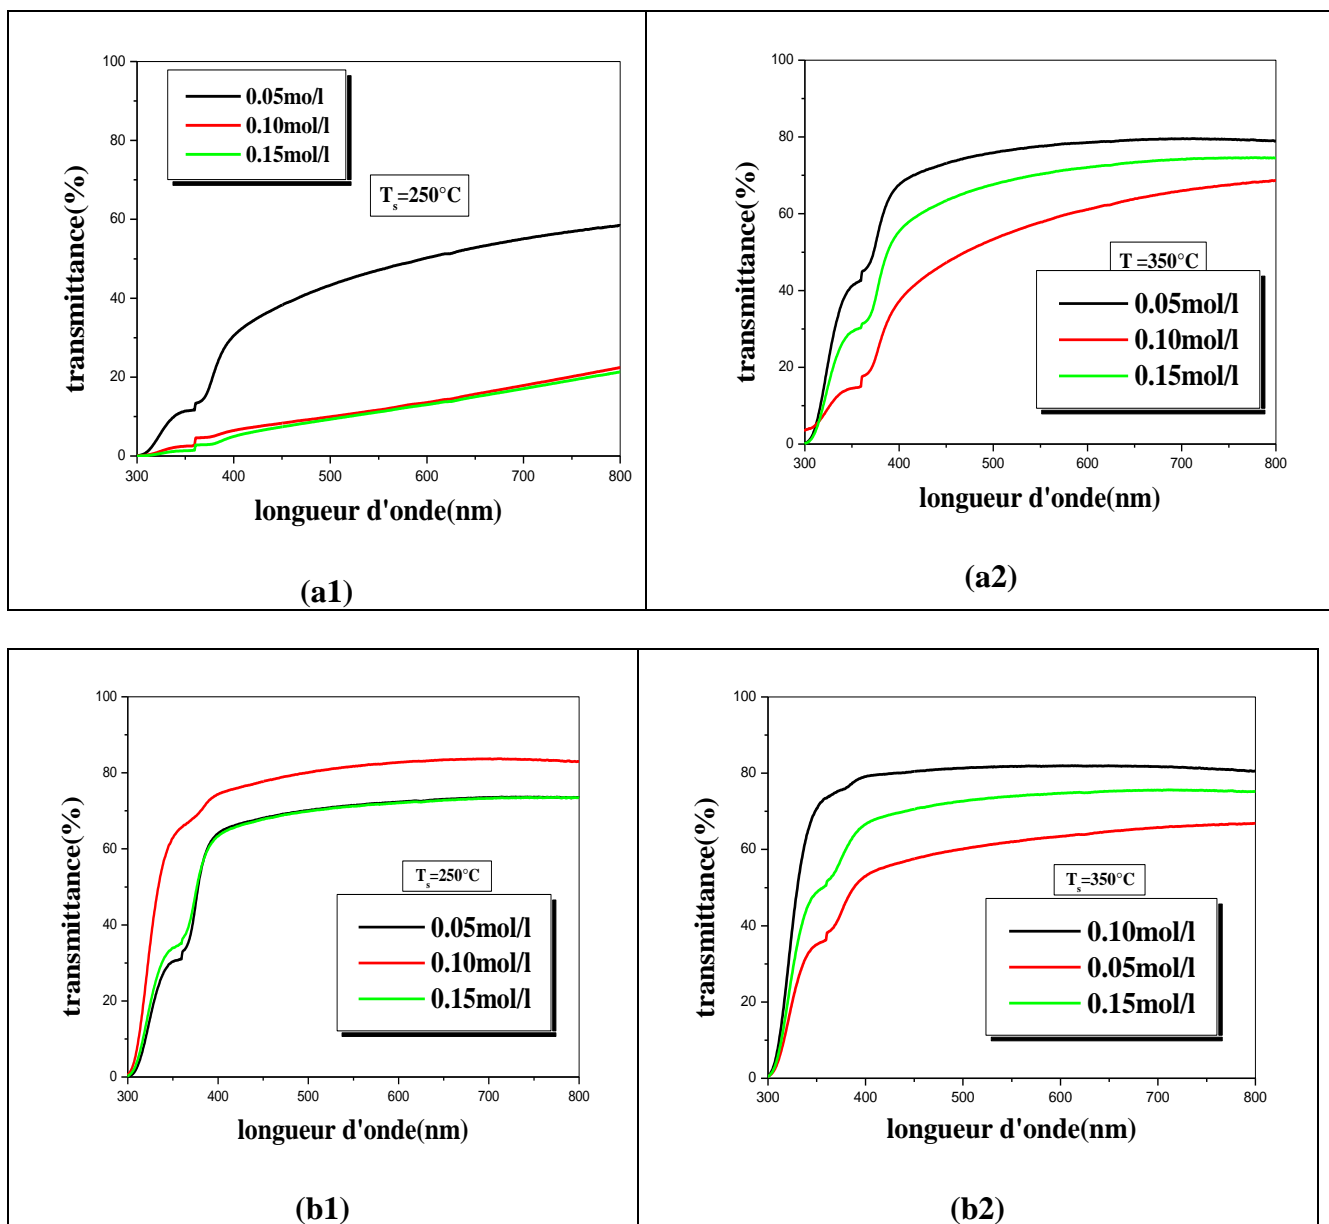 100
80
60
40
20
0
transmittance(%)
0.05mo/l
0.10mol/l
0.15mol/l
Ts=250°C
300 400 500 600 700 800
longueur d'onde(nm)
(a1)
100
80
60
40
20
0
transmittance(%)
T =350°C
0.05mol/l
0.10mol/l
0.15mol/l
300 400 500 600 700 800
longueur d'onde(nm)
(a2)
100
80
60
40
20
0
transmittance(%)
Ts=250°C
0.05mol/l
0.10mol/l
0.15mol/l
300 400 500 600 700 800
longueur d'onde(nm)
(b1)
100
80
60
40
20
0
transmittance(%)
Ts=350°C
0.10mol/l
0.05mol/l
0.15mol/l
300 400 500 600 700 800
longueur d'onde(nm)
(b2)